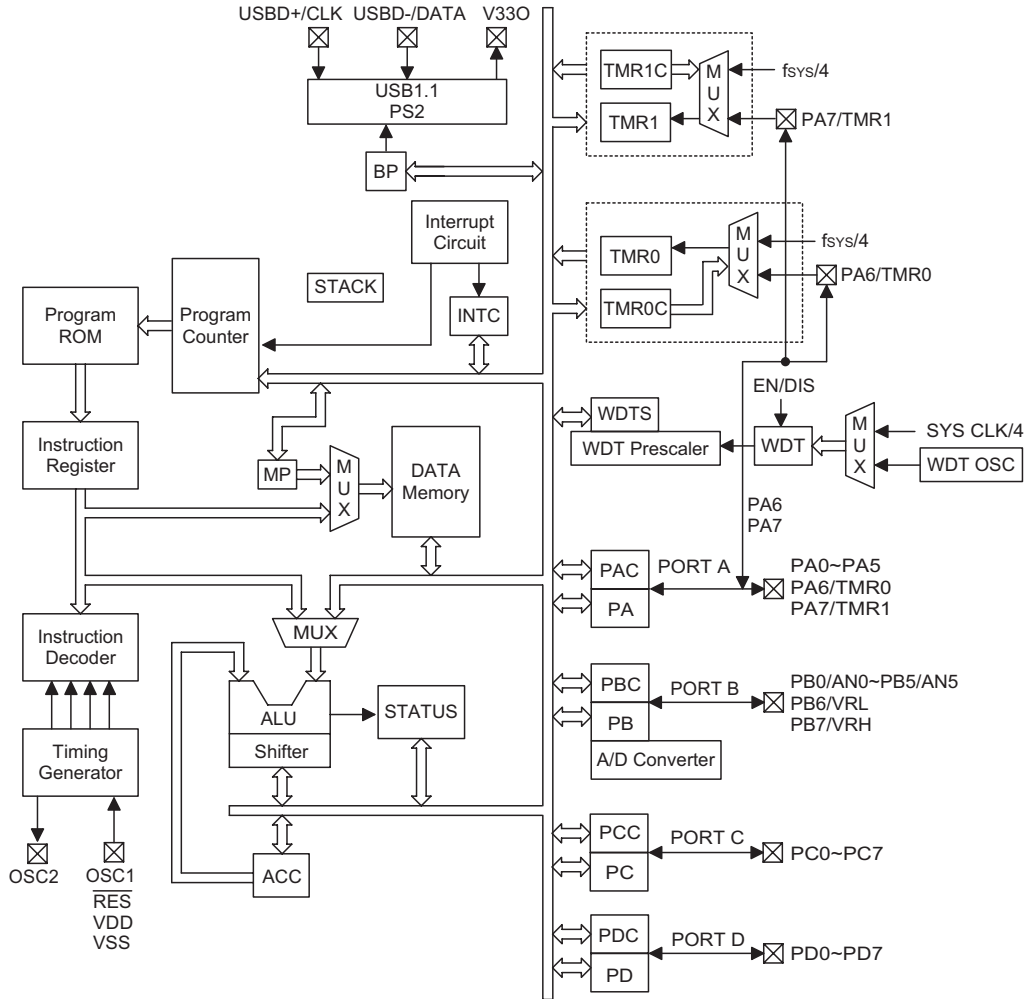 USBD+/CLK USBD-/DATA V33O
USB1.1
PS2
BP
TMR1C
TMR1
MUX
fSYS/4
PA7/TMR1
Interrupt
Circuit
STACK
INTC
TMR0
TMR0C
MUX
fSYS/4
PA6/TMR0
Program
ROM
Program
Counter
EN/DIS
WDTS
WDT Prescaler
WDT
MUX
SYS CLK/4
WDT OSC
Instruction
Register
MP
MUX
DATA
Memory
PA6
PA7
PAC
PA
PORT A
PA0~PA5
PA6/TMR0
PA7/TMR1
Instruction
Decoder
MUX
ALU
Shifter
STATUS
PBC
PB
A/D Converter
PORT B
PB0/AN0~PB5/AN5
PB6/VRL
PB7/VRH
Timing
Generator
OSC2
OSC1
RES
VDD
VSS
ACC
PCC
PC
PORT C
PC0~PC7
PDC
PD
PORT D
PD0~PD7